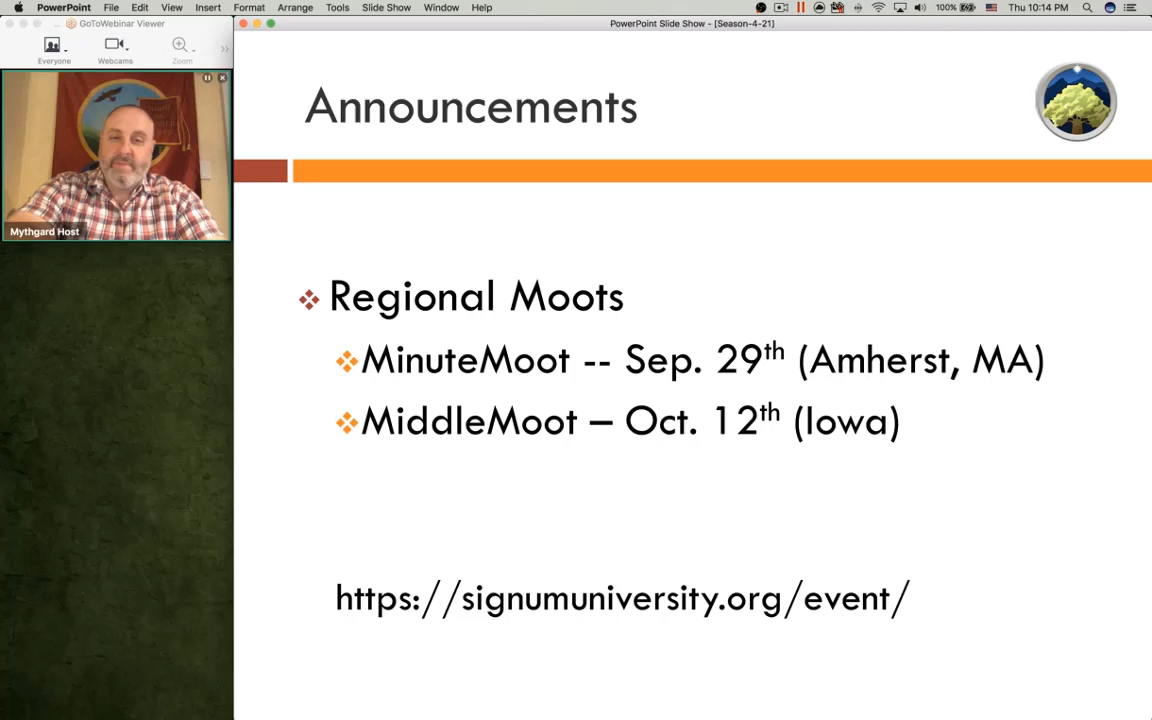 PowerPoint File Edit View Insert Format Arrange Tools Slide Show Window Help 100% Thu 10:14 PM
GoToWebinar Viewer
PowerPoint Slide Show - [Season-4-21]
Everyone Webcams Zoom
Mythgard Host
Announcements
Regional Moots
MinuteMoot -- Sep. 29th (Amherst, MA)
MiddleMoot – Oct. 12th (Iowa)
https://signumuniversity.org/event/